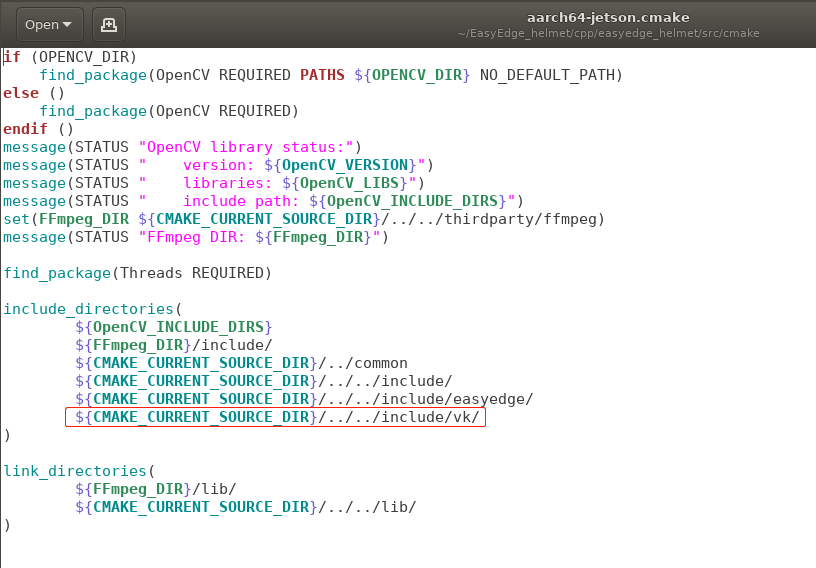 Open
aarch64-jetson.cmake
~/EasyEdge_helmet/cpp/easyedge_helmet/src/cmake
if (OPENCV_DIR)
    find_package(OpenCV REQUIRED PATHS ${OPENCV_DIR} NO_DEFAULT_PATH)
else ()
    find_package(OpenCV REQUIRED)
endif ()
message(STATUS "OpenCV library status:")
message(STATUS "    version: ${OpenCV_VERSION}")
message(STATUS "    libraries: ${OpenCV_LIBS}")
message(STATUS "    include path: ${OpenCV_INCLUDE_DIRS}")
set(FFmpeg_DIR ${CMAKE_CURRENT_SOURCE_DIR}/../../thirdparty/ffmpeg)
message(STATUS "FFmpeg DIR: ${FFmpeg_DIR}")
find_package(Threads REQUIRED)
include_directories(
        ${OpenCV_INCLUDE_DIRS}
        ${FFmpeg_DIR}/include/
        ${CMAKE_CURRENT_SOURCE_DIR}/../common
        ${CMAKE_CURRENT_SOURCE_DIR}/../../include/
        ${CMAKE_CURRENT_SOURCE_DIR}/../../include/easyedge/
        ${CMAKE_CURRENT_SOURCE_DIR}/../../include/vk/
)
link_directories(
        ${FFmpeg_DIR}/lib/
        ${CMAKE_CURRENT_SOURCE_DIR}/../../lib/
)